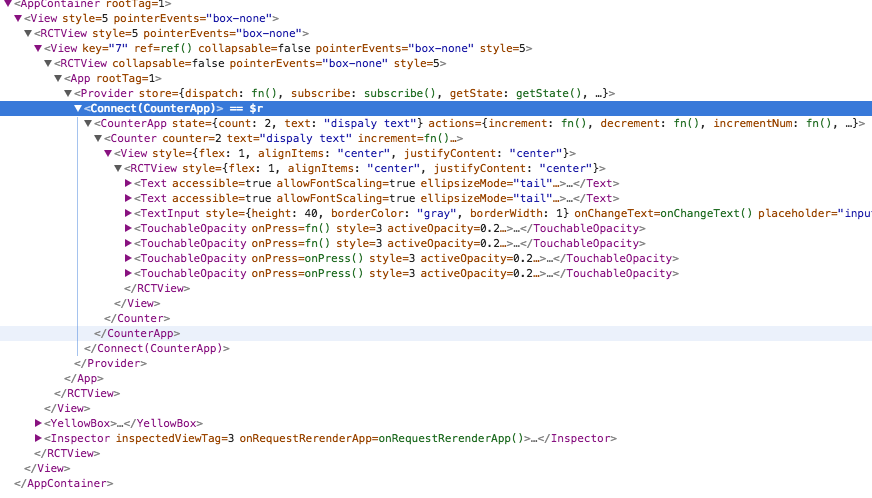 <AppContainer rootTag=1>
<View style=5 pointerEvents="box-none">
<RCTView style=5 pointerEvents="box-none">
<View key="7" ref=ref() collapsable=false pointerEvents="box-none" style=5>
<RCTView collapsable=false pointerEvents="box-none" style=5>
<App rootTag=1>
<Provider store={dispatch: fn(), subscribe: subscribe(), getState: getState(), …}>
<Connect(CounterApp)> == $r
<CounterApp state={count: 2, text: "dispaly text"} actions={increment: fn(), decrement: fn(), incrementNum: fn(), …}>
<Counter counter=2 text="dispaly text" increment=fn()…>
<View style={flex: 1, alignItems: "center", justifyContent: "center"}>
<RCTView style={flex: 1, alignItems: "center", justifyContent: "center"}>
<Text accessible=true allowFontScaling=true ellipsizeMode="tail"…>…</Text>
<Text accessible=true allowFontScaling=true ellipsizeMode="tail"…>…</Text>
<TextInput style={height: 40, borderColor: "gray", borderWidth: 1} onChangeText=onChangeText() placeholder="inpu
<TouchableOpacity onPress=fn() style=3 activeOpacity=0.2…>…</TouchableOpacity>
<TouchableOpacity onPress=fn() style=3 activeOpacity=0.2…>…</TouchableOpacity>
<TouchableOpacity onPress=onPress() style=3 activeOpacity=0.2…>…</TouchableOpacity>
<TouchableOpacity onPress=onPress() style=3 activeOpacity=0.2…>…</TouchableOpacity>
</RCTView>
</View>
</Counter>
</CounterApp>
</Connect(CounterApp)>
</Provider>
</App>
</RCTView>
</View>
<YellowBox>…</YellowBox>
<Inspector inspectedViewTag=3 onRequestRerenderApp=onRequestRerenderApp()>…</Inspector>
</RCTView>
</View>
</AppContainer>